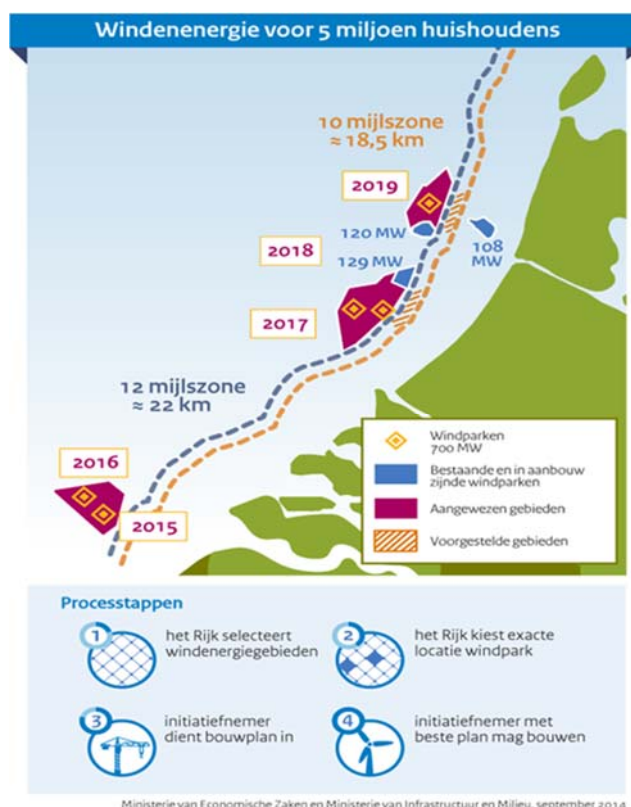 Windenenergie voor 5 miljoen huishoudens
10 mijlszone
≈ 18,5 km
2019
120 MW
108
MW
2018
129 MW
2017
12 mijlszone
≈ 22 km
2016
2015
Windparken
700 MW
Bestaande en in aanbouw
zijnde windparken
Aangewezen gebieden
Voorgestelde gebieden
Processtappen
1
het Rijk selecteert
windenergiegebieden
2
het Rijk kiest exacte
locatie windpark
3
initiatiefnemer
dient bouwplan in
4
initiatiefnemer met
beste plan mag bouwen
Ministerie van Economische Zaken en Ministerie van Infrastructuur en Milieu, september 2014